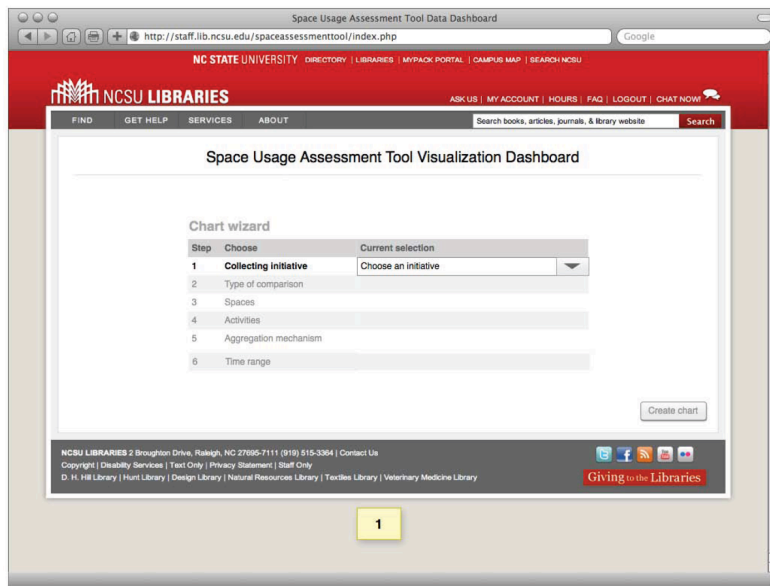 Space Usage Assessment Tool Data Dashboard
http://staff.lib.ncsu.edu/spaceassessmenttool/index.php
Google
NC STATE UNIVERSITY DIRECTORY | LIBRARIES | MYPACK PORTAL | CAMPUS MAP | SEARCH NCSU
NCSU LIBRARIES
ASK US | MY ACCOUNT | HOURS | FAQ | LOGOUT | CHAT NOW!
FIND GET HELP SERVICES ABOUT
Search books, articles, journals, & library website Search
Space Usage Assessment Tool Visualization Dashboard
Chart wizard
Step Choose Current selection
1 Collecting initiative Choose an initiative
2 Type of comparison
3 Spaces
4 Activities
5 Aggregation mechanism
6 Time range
Create chart
NCSU LIBRARIES 2 Broughton Drive, Raleigh, NC 27695-7111 (919) 515-3364 | Contact Us
Copyright | Disability Services | Text Only | Privacy Statement | Staff Only
D. H. Hill Library | Hunt Library | Design Library | Natural Resources Library | Textiles Library | Veterinary Medicine Library
Giving to the Libraries
1